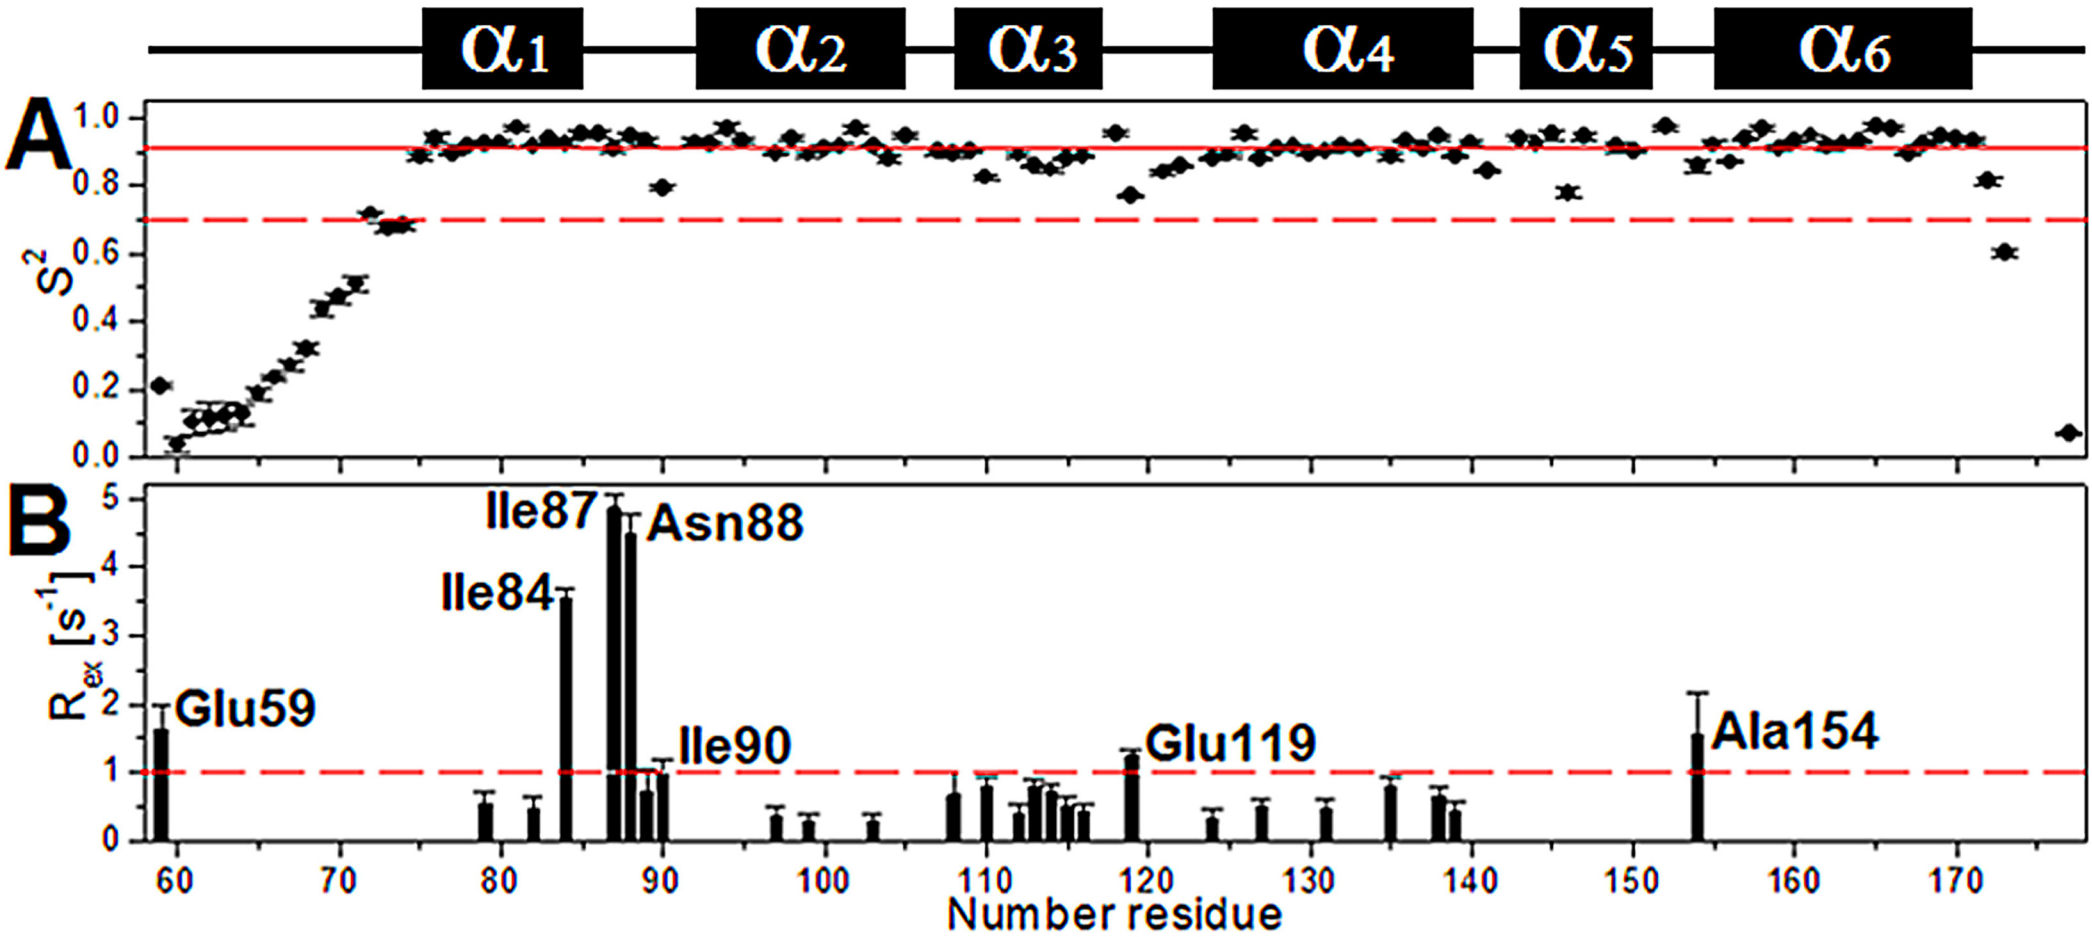 α1 α2 α3 α4 α5 α6
A
1.0
0.8
0.6
0.4
0.2
0.0
S2
B
5
4
3
2
1
0
Rex [s-1]
Ile87
Asn88
Ile84
Glu59
Ile90
Glu119
Ala154
60 70 80 90 100 110 120 130 140 150 160 170
Number residue